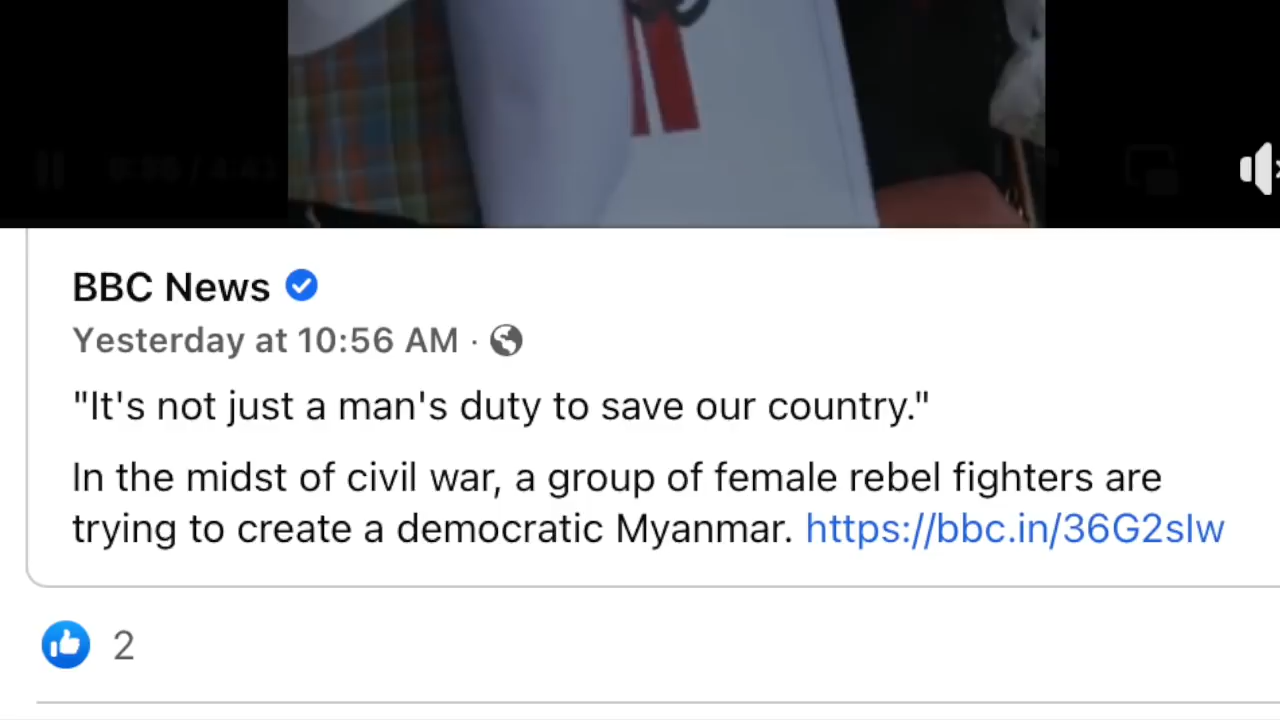 BBC News
Yesterday at 10:56 AM ·
"It's not just a man's duty to save our country."
In the midst of civil war, a group of female rebel fighters are
trying to create a democratic Myanmar. https://bbc.in/36G2slw
2